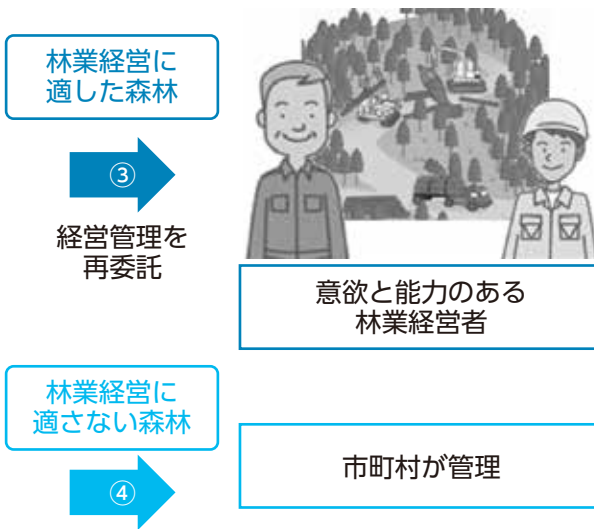 林業経営に
適した森林
③
経営管理を
再委託
意欲と能力のある
林業経営者
林業経営に
適さない森林
④
市町村が管理